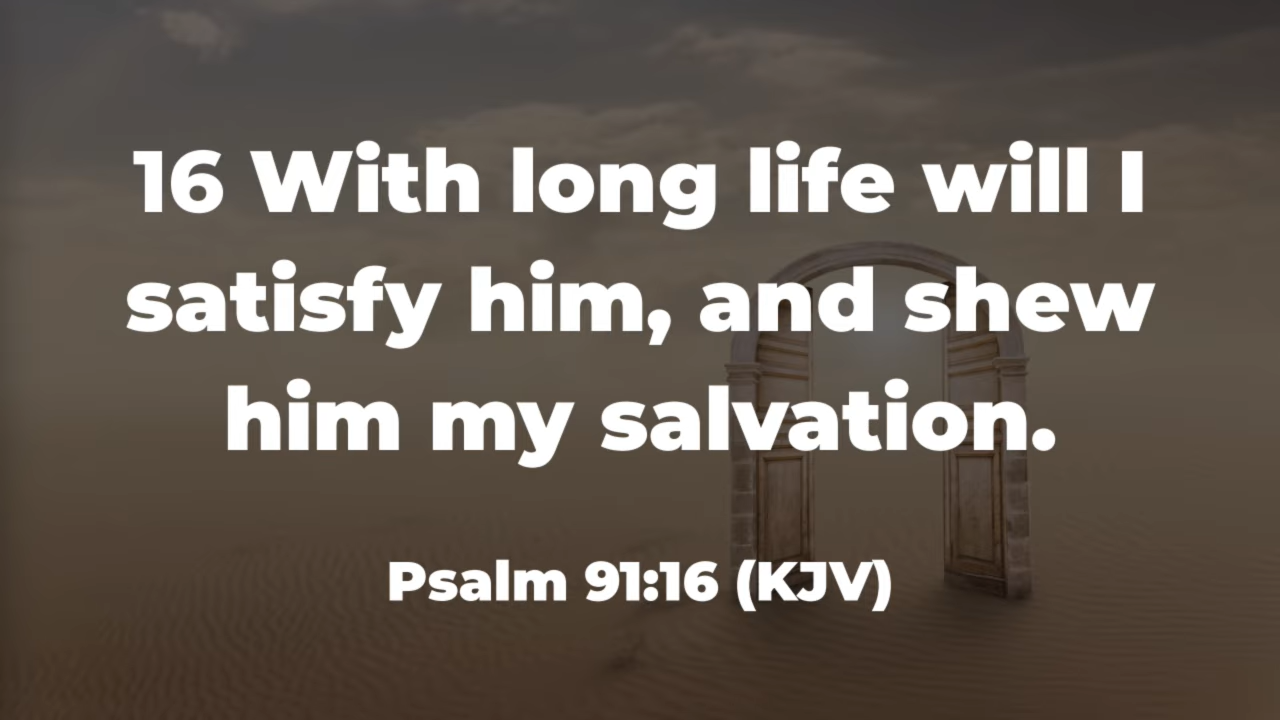 16 With long life will I
satisfy him, and shew
him my salvation.
Psalm 91:16 (KJV)